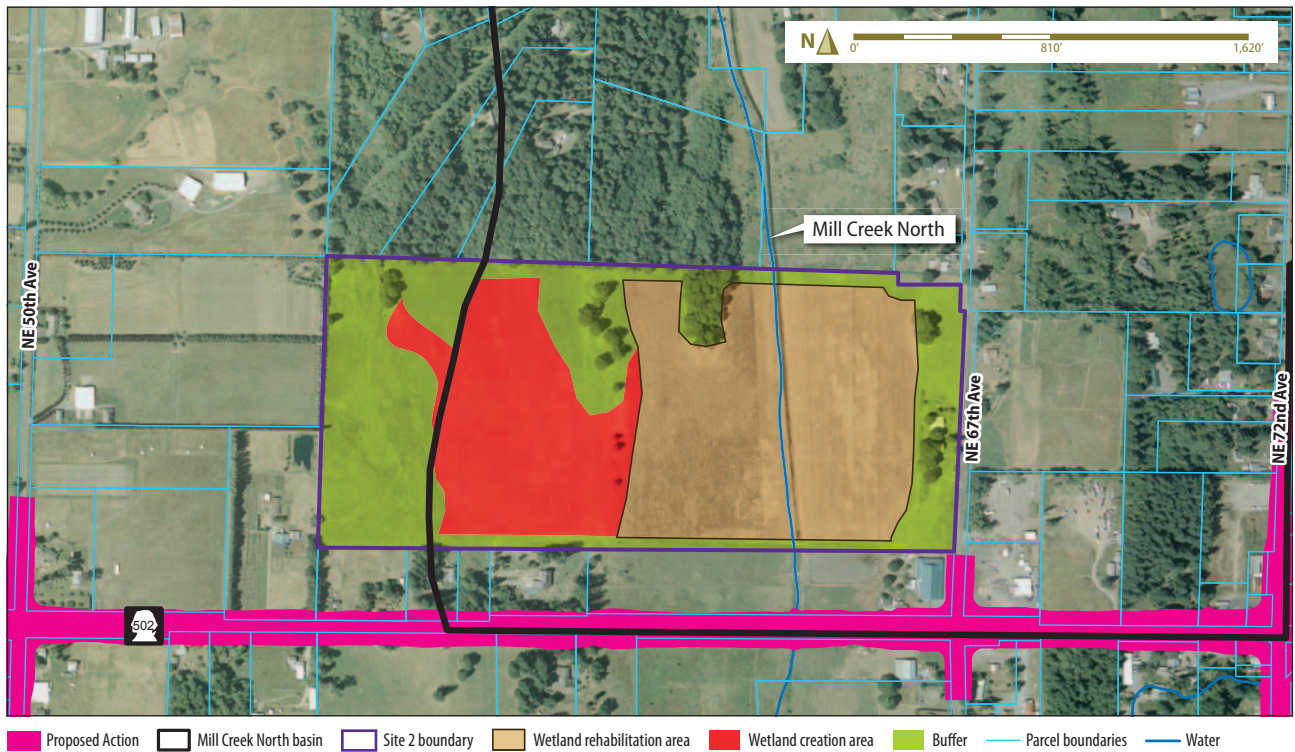 N
0' 810' 1,620'
Mill Creek North
NE 50th Ave
NE 67th Ave
NE 72nd Ave
502
Proposed Action Mill Creek North basin Site 2 boundary Wetland rehabilitation area Wetland creation area Buffer Parcel boundaries Water